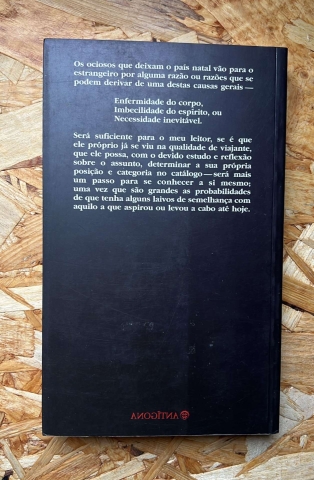 Os ociosos que deixam o país natal vão para o
estrangeiro por alguma razão ou razões que se
podem derivar de uma destas causas gerais —
Enfermidade do corpo,
Imbecilidade do espírito, ou
Necessidade inevitável.
Será suficiente para o meu leitor, se é que
ele próprio já se viu na qualidade de viajante,
que ele possa, com o devido estudo e reflexão
sobre o assunto, determinar a sua própria
posição e categoria no catálogo — será mais
um passo para se conhecer a si mesmo;
uma vez que são grandes as probabilidades
de que tenha alguns laivos de semelhança com
aquilo a que aspirou ou levou a cabo até hoje.
ANTÍGONA